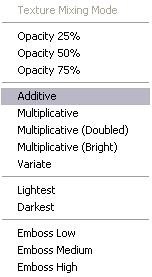 Texture Mixing Mode
Opacity 25%
Opacity 50%
Opacity 75%
Additive
Multiplicative
Multiplicative (Doubled)
Multiplicative (Bright)
Variate
Lightest
Darkest
Emboss Low
Emboss Medium
Emboss High